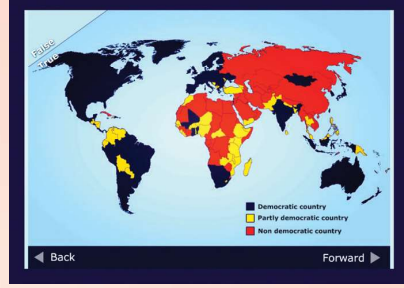 False
True
Democratic country
Partly democratic country
Non democratic country
Back
Forward